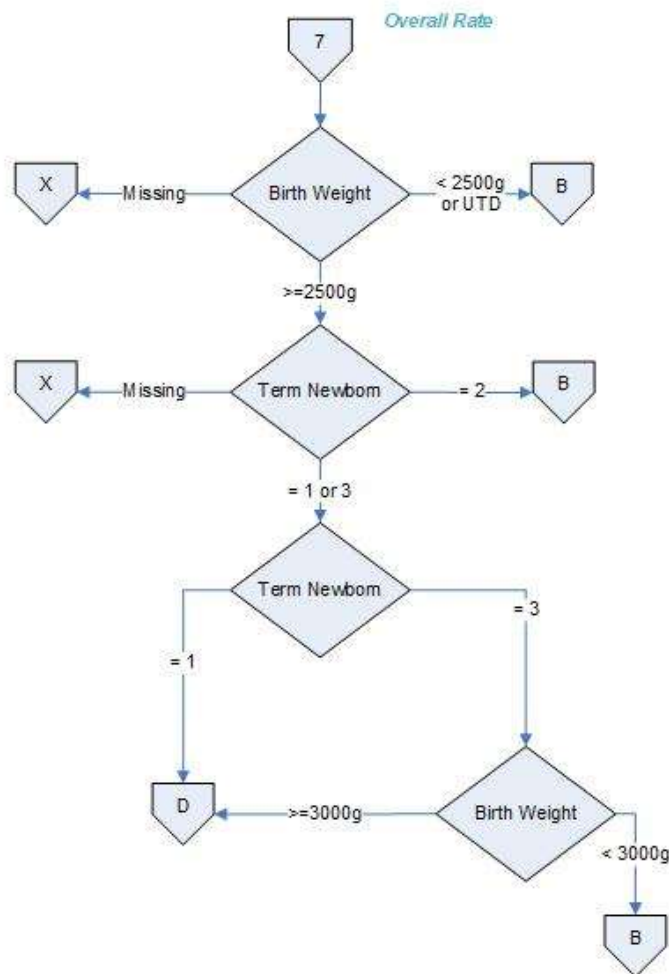 Overall Rate
7
X
Missing
Birth Weight
< 2500g
or UTD
B
>=2500g
X
Missing
Term Newborn
= 2
B
= 1 or 3
Term Newborn
= 3
= 1
D
>=3000g
Birth Weight
< 3000g
B